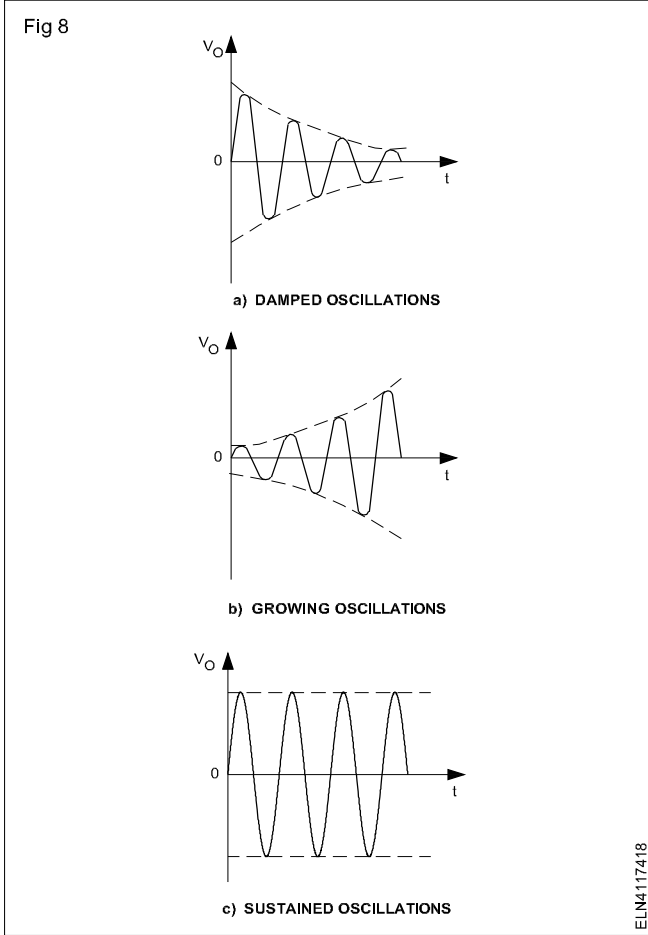 Fig 8
VO
0
t
a) DAMPED OSCILLATIONS
VO
0
t
b) GROWING OSCILLATIONS
VO
0
t
c) SUSTAINED OSCILLATIONS
ELN4117418